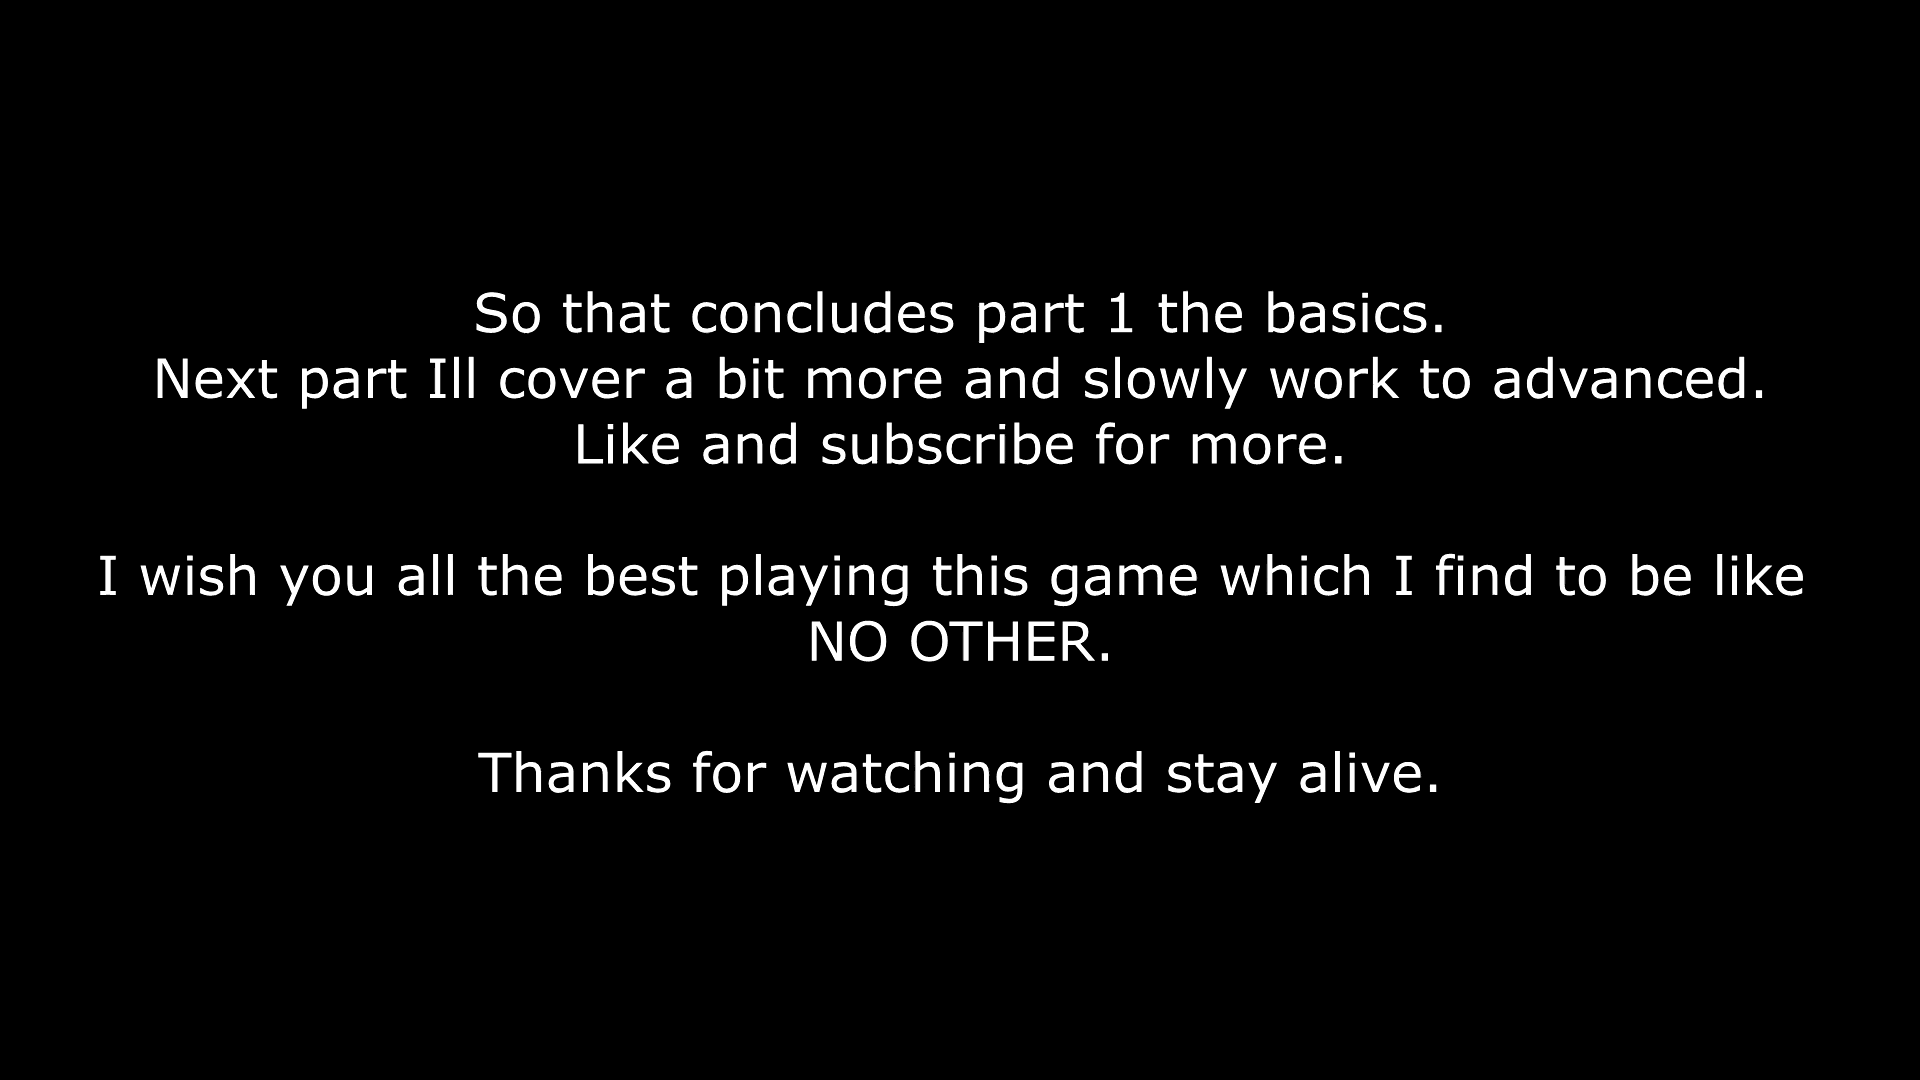 So that concludes part 1 the basics.
Next part Ill cover a bit more and slowly work to advanced.
Like and subscribe for more.
I wish you all the best playing this game which I find to be like
NO OTHER.
Thanks for watching and stay alive.